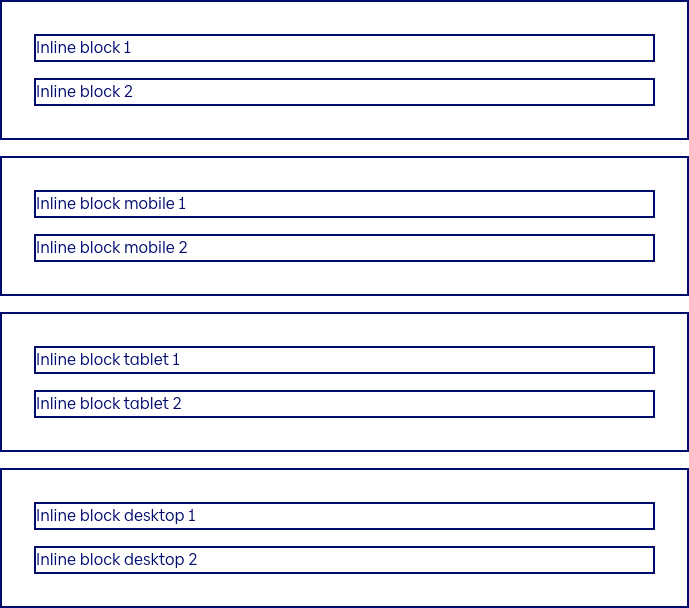 Inline block 1
Inline block 2
Inline block mobile 1
Inline block mobile 2
Inline block tablet 1
Inline block tablet 2
Inline block desktop 1
Inline block desktop 2